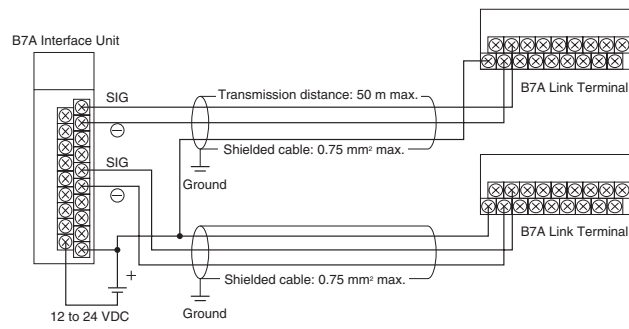 B7A Interface Unit
SIG
⊖
SIG
⊖
+
12 to 24 VDC
Transmission distance: 50 m max.
Shielded cable: 0.75 mm² max.
Ground
Shielded cable: 0.75 mm² max.
Ground
B7A Link Terminal
B7A Link Terminal